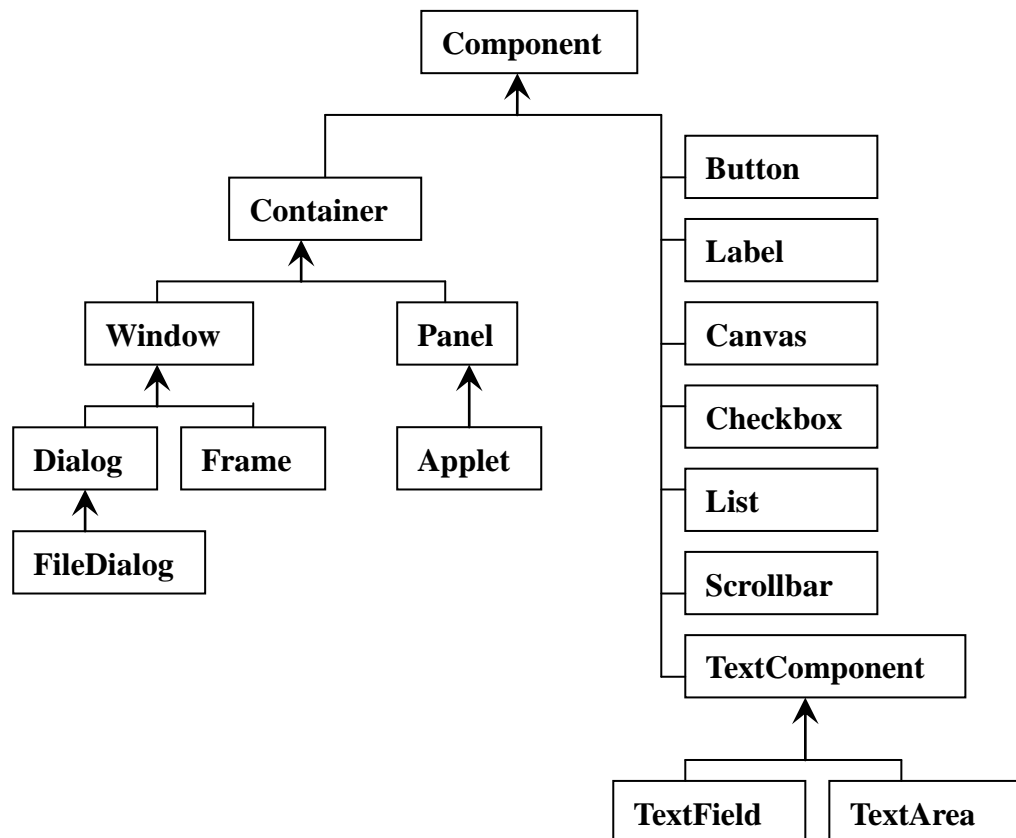 Component
Button
Container
Label
Window
Panel
Canvas
Checkbox
Dialog
Frame
Applet
List
FileDialog
Scrollbar
TextComponent
TextField
TextArea